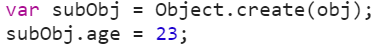 var subObj = Object.create(obj);
subObj.age = 23;